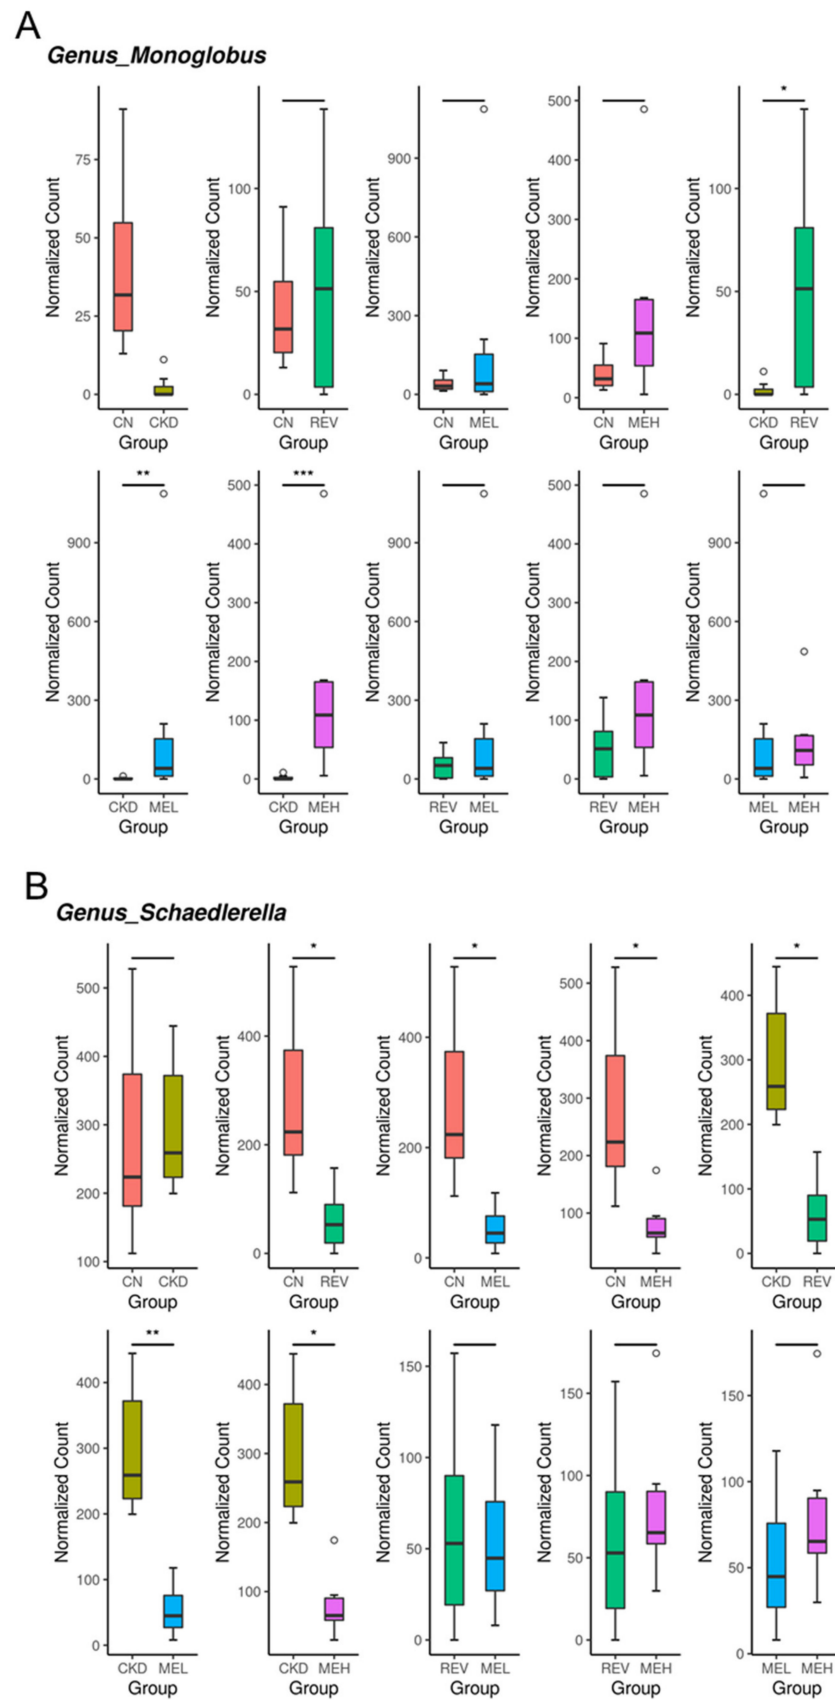 A
Genus_Monoglobus
Normalized Count
75
50
25
0
CN CKD
Group
Normalized Count
100
50
0
CN REV
Group
Normalized Count
900
600
300
0
CN MEL
Group
Normalized Count
500
400
300
200
100
0
CN MEH
Group
*
Normalized Count
100
50
0
CKD REV
Group
**
Normalized Count
900
600
300
0
CKD MEL
Group
***
Normalized Count
500
400
300
200
100
0
CKD MEH
Group
Normalized Count
900
600
300
0
REV MEL
Group
Normalized Count
500
400
300
200
100
0
REV MEH
Group
Normalized Count
900
600
300
0
MEL MEH
Group
B
Genus_Schaedlerella
Normalized Count
500
400
300
200
100
CN CKD
Group
*
Normalized Count
400
200
0
CN REV
Group
*
Normalized Count
400
200
0
CN MEL
Group
*
Normalized Count
500
400
300
200
100
CN MEH
Group
*
Normalized Count
400
300
200
100
0
CKD REV
Group
**
Normalized Count
400
300
200
100
0
CKD MEL
Group
*
Normalized Count
400
300
200
100
CKD MEH
Group
Normalized Count
150
100
50
0
REV MEL
Group
Normalized Count
150
100
50
0
REV MEH
Group
Normalized Count
150
100
50
0
MEL MEH
Group